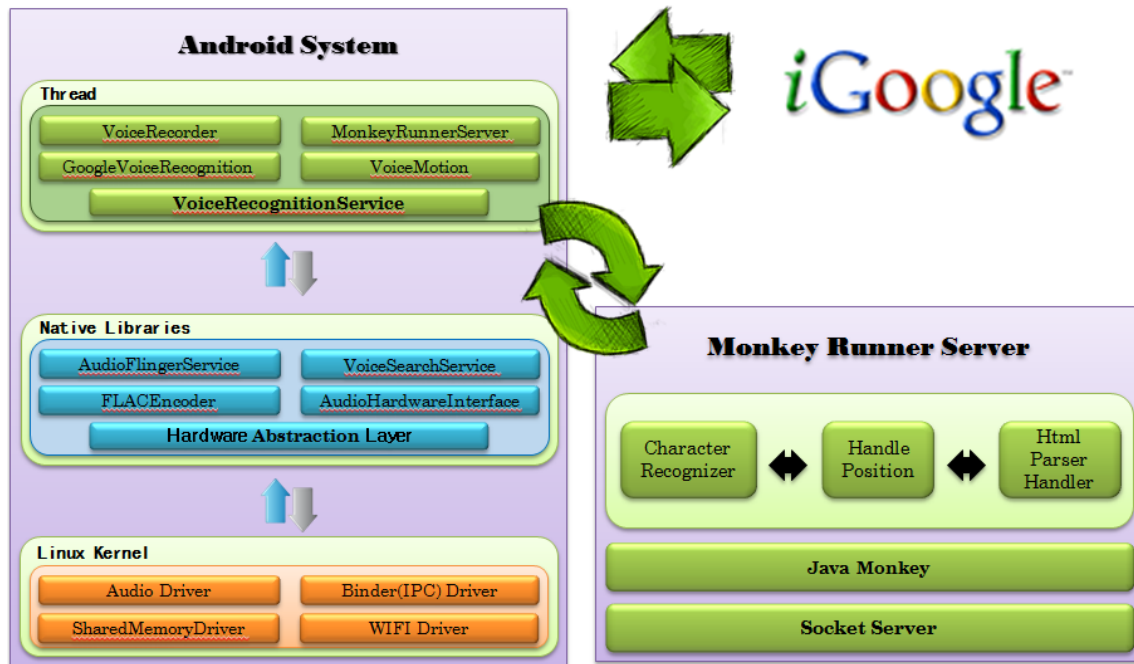 Android System
Thread
VoiceRecorder
MonkeyRunnerServer
GoogleVoiceRecognition
VoiceMotion
VoiceRecognitionService
Native Libraries
AudioFlingerService
VoiceSearchService
FLACEncoder
AudioHardwareInterface
Hardware Abstraction Layer
Linux Kernel
Audio Driver
Binder(IPC) Driver
SharedMemoryDriver
WIFI Driver
iGoogle™
Monkey Runner Server
Character
Recognizer
Handle
Position
Html
Parser
Handler
Java Monkey
Socket Server